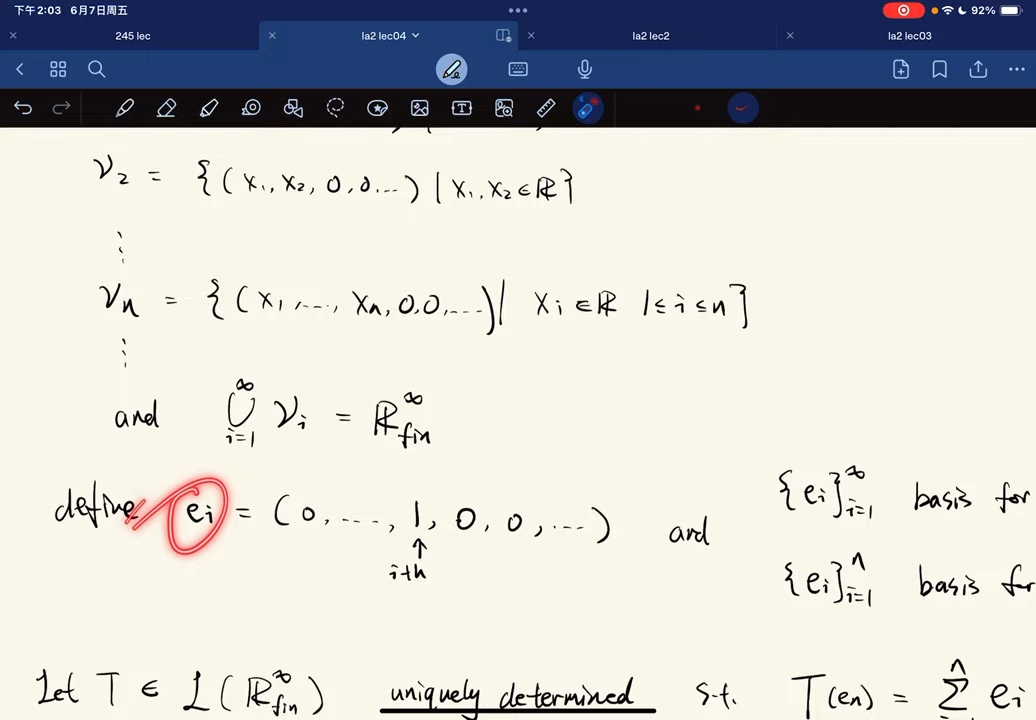 下午2:03 6月7日周五
92%
245 lec
la2 lec04
la2 lec2
la2 lec03
V₂ = {(x₁, x₂, 0, 0...) | x₁, x₂ ∈ ℝ}
⋮
Vₙ = {(x₁, ..., xₙ, 0, 0, ...) | xᵢ ∈ ℝ 1 ≤ i ≤ n}
⋮
and ⋃_{i=1}^{∞} Vᵢ = ℝ^∞_fin
define eᵢ = (0, ..., 1, 0, 0, ...) and {eᵢ}_{i=1}^{∞} basis for
i+h
{eᵢ}_{i=1}^{n} basis for
Let T ∈ L(ℝ^∞_fin) uniquely determined s.t. T(eₙ) = Σ_{}^{n} eᵢ